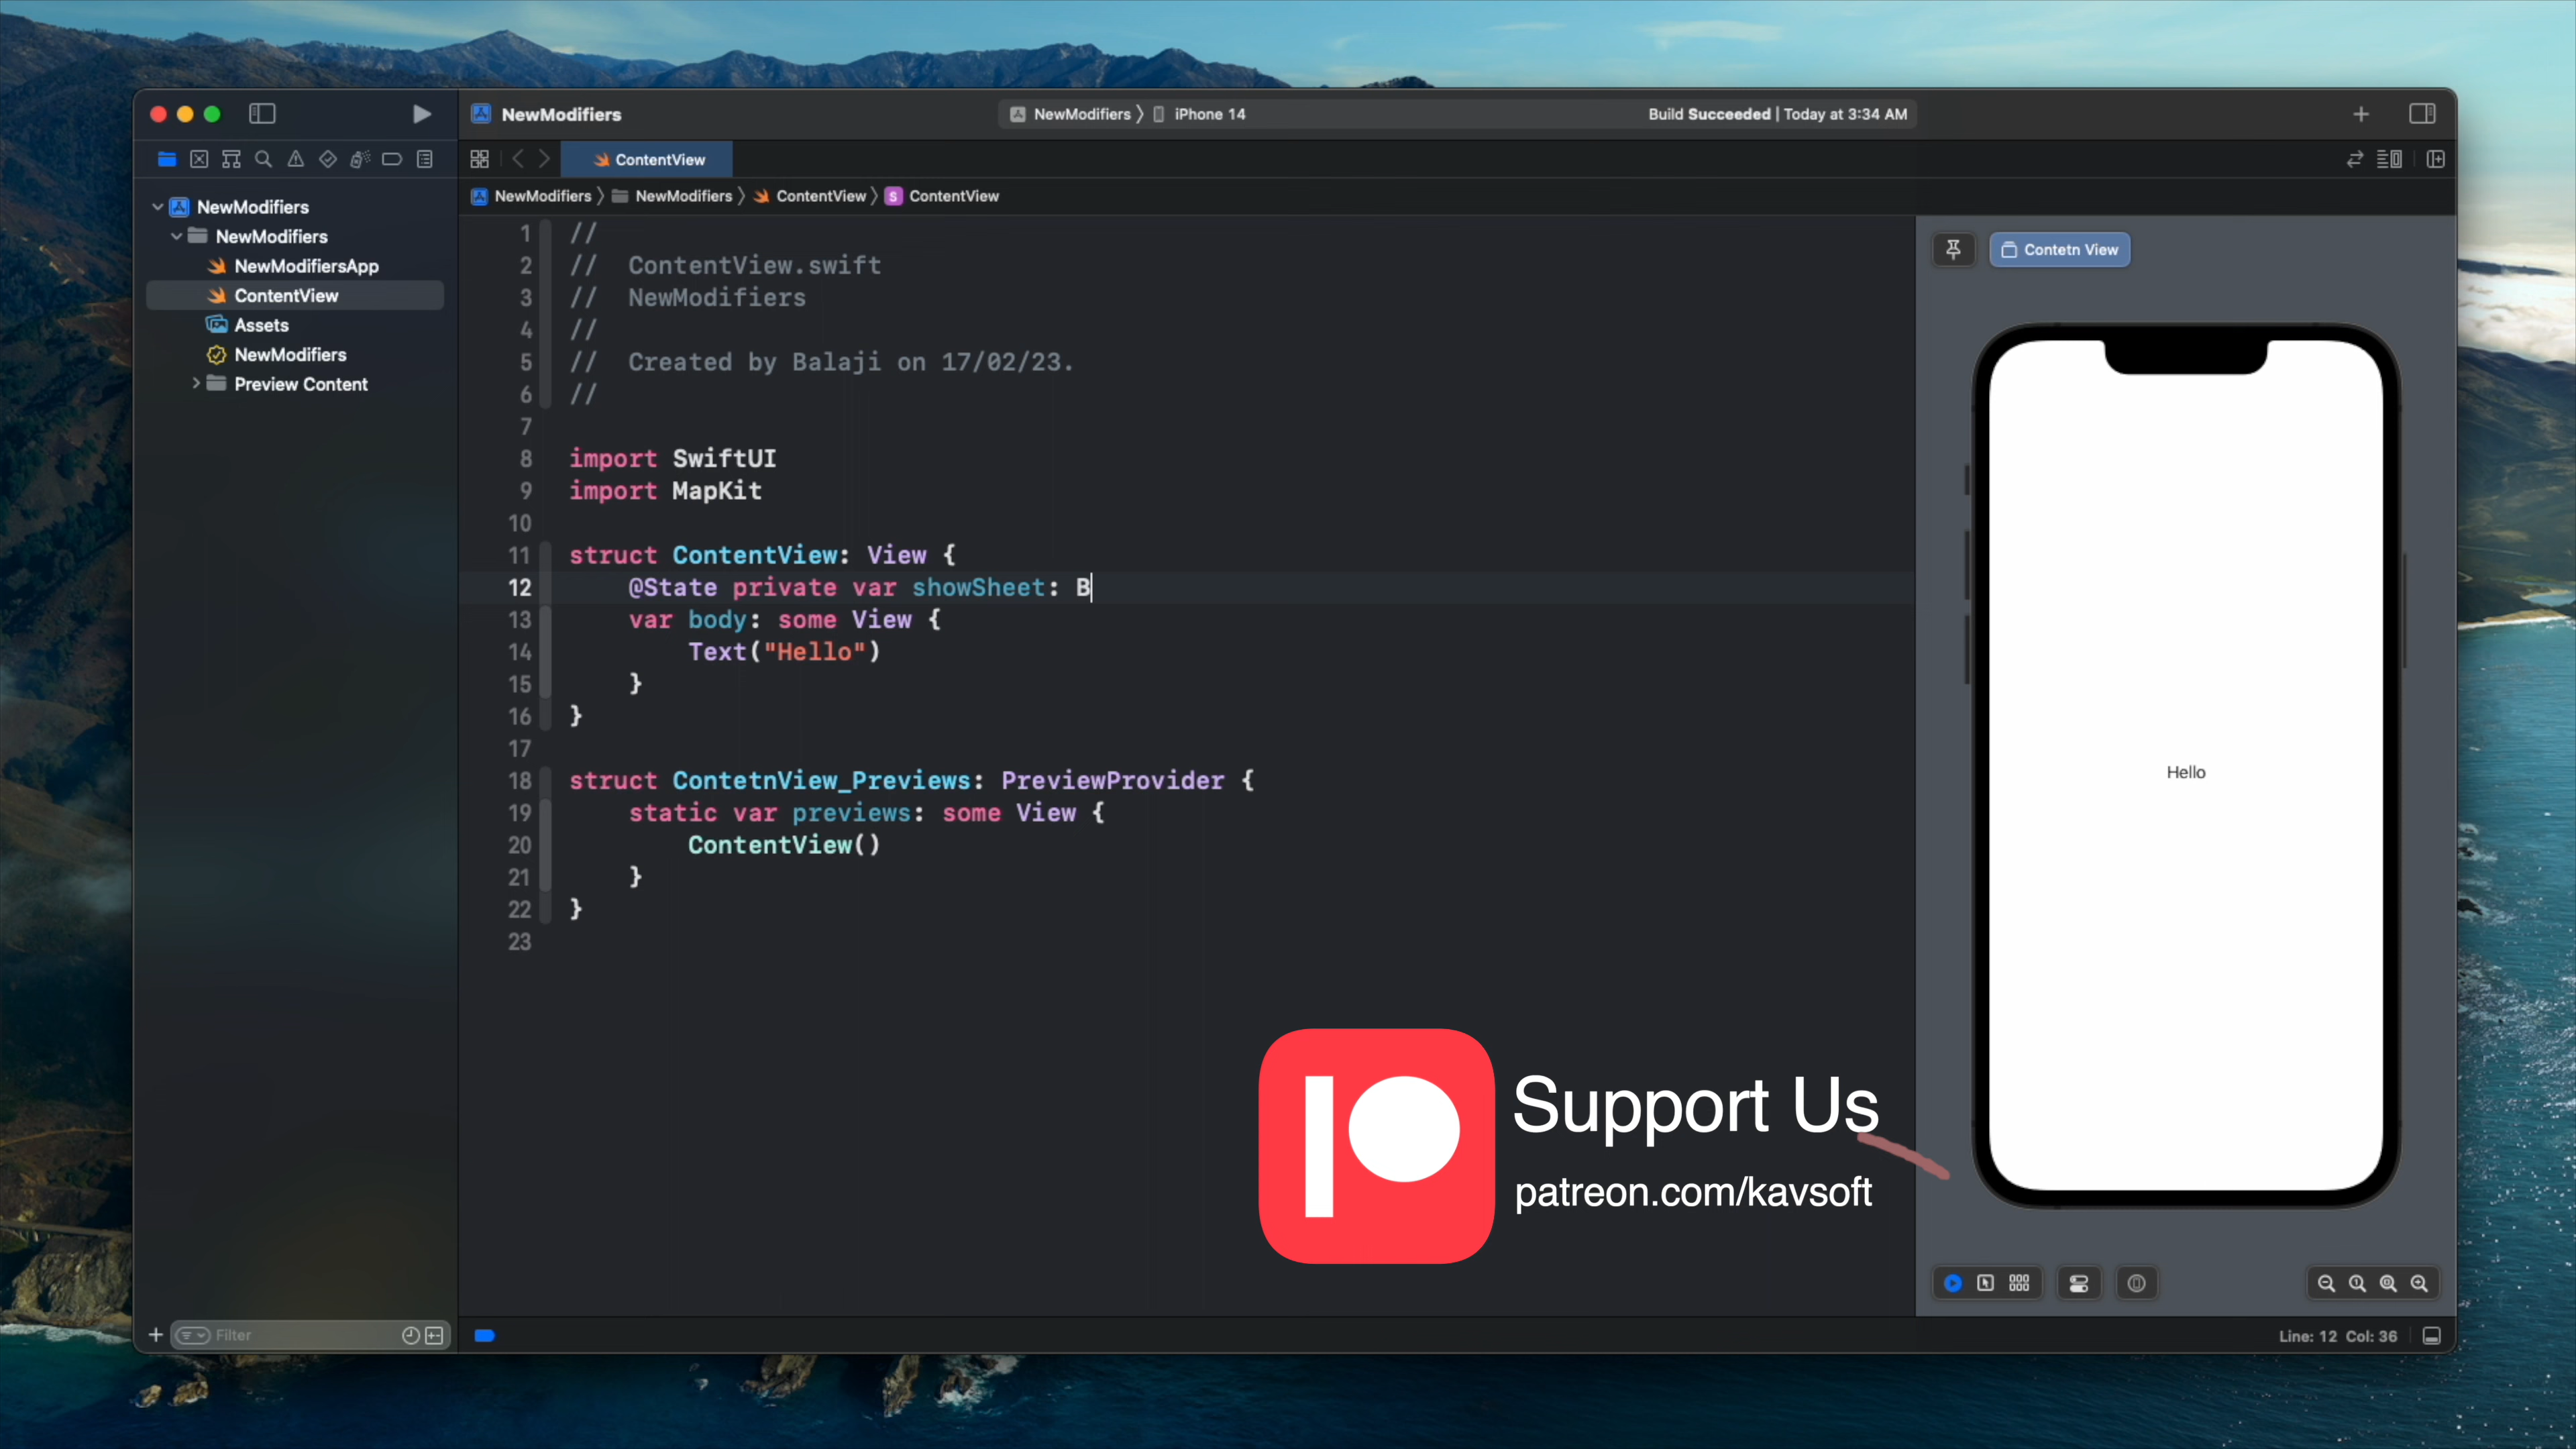 NewModifiers
NewModifiers 〉 iPhone 14
Build Succeeded | Today at 3:34 AM
ContentView
NewModifiers 〉 NewModifiers 〉 ContentView 〉 S ContentView
NewModifiers
NewModifiers
NewModifiersApp
ContentView
Assets
NewModifiers
Preview Content
Filter
1 //
2 //  ContentView.swift
3 //  NewModifiers
4 //
5 //  Created by Balaji on 17/02/23.
6 //
7
8 import SwiftUI
9 import MapKit
10
11 struct ContentView: View {
12     @State private var showSheet: B
13     var body: some View {
14         Text("Hello")
15     }
16 }
17
18 struct ContetnView_Previews: PreviewProvider {
19     static var previews: some View {
20         ContentView()
21     }
22 }
23
Contetn View
Hello
Support Us
patreon.com/kavsoft
Line: 12 Col: 36